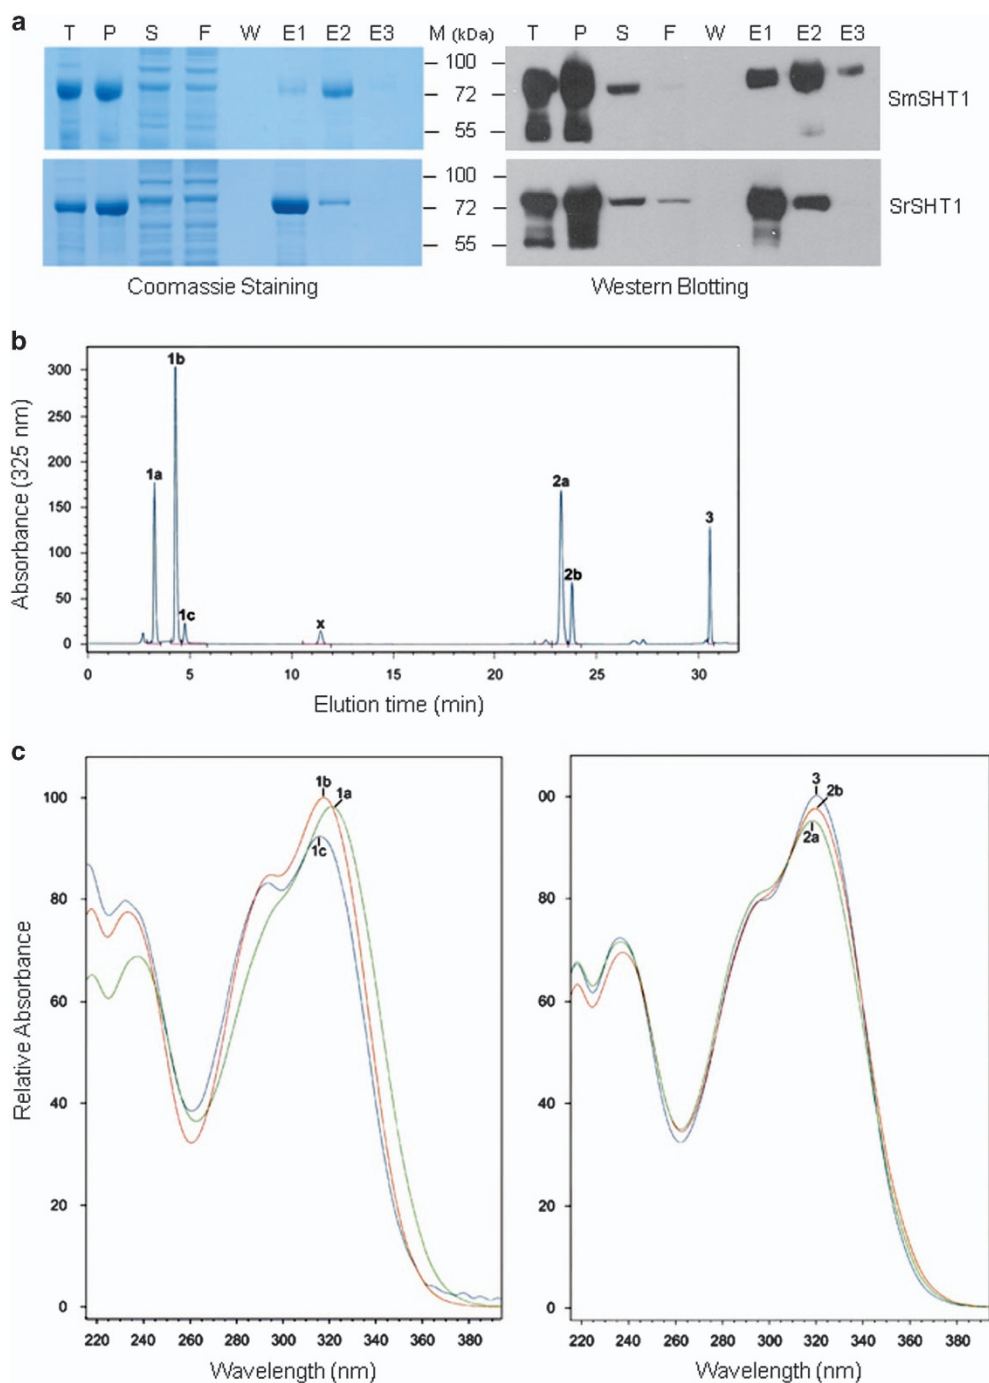 a
T P S F W E1 E2 E3 M (kDa) T P S F W E1 E2 E3
100
72
55
SmSHT1
100
72
55
SrSHT1
Coomassie Staining
Western Blotting
b
Absorbance (325 nm)
300
250
200
150
100
50
0
1a
1b
1c
x
2a
2b
3
0 5 10 15 20 25 30
Elution time (min)
c
Relative Absorbance
100
80
60
40
20
0
1b
1a
1c
220 240 260 280 300 320 340 360 380
Wavelength (nm)
00
80
60
40
20
0
3
2b
2a
220 240 260 280 300 320 340 360 380
Wavelength (nm)